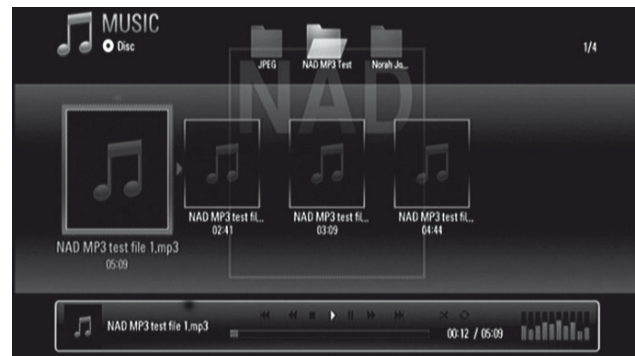 MUSIC
Disc
1/4
JPEG
NAD MP3 Test
Norah Jo...
NAD
NAD MP3 test file 1.mp3
05:09
NAD MP3 test fil...
02:41
NAD MP3 test fil...
03:09
NAD MP3 test fil...
04:44
NAD MP3 test file 1.mp3
00:12 / 05:09